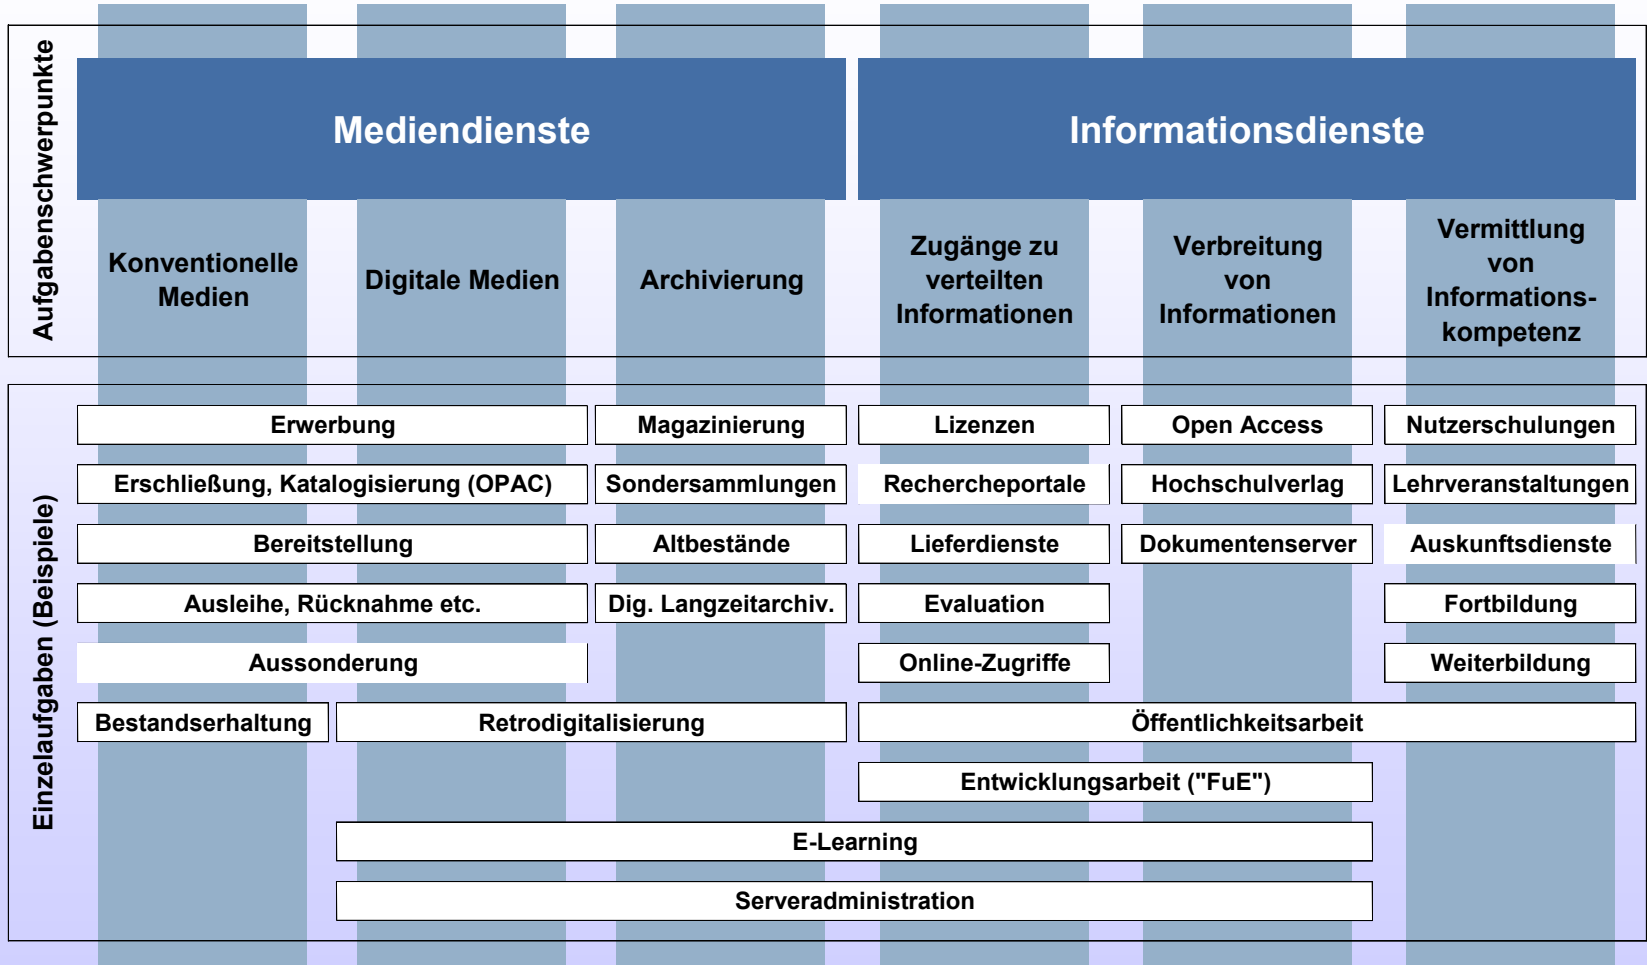 Aufgabenschwerpunkte
Mediendienste
Informationsdienste
Konventionelle
Medien
Digitale Medien
Archivierung
Zugänge zu
verteilten
Informationen
Verbreitung
von
Informationen
Vermittlung
von
Informations-
kompetenz
Einzelaufgaben (Beispiele)
Erwerbung
Magazinierung
Lizenzen
Open Access
Nutzerschulungen
Erschließung, Katalogisierung (OPAC)
Sondersammlungen
Rechercheportale
Hochschulverlag
Lehrveranstaltungen
Bereitstellung
Altbestände
Lieferdienste
Dokumentenserver
Auskunftsdienste
Ausleihe, Rücknahme etc.
Dig. Langzeitarchiv.
Evaluation
Fortbildung
Aussonderung
Online-Zugriffe
Weiterbildung
Bestandserhaltung
Retrodigitalisierung
Öffentlichkeitsarbeit
Entwicklungsarbeit ("FuE")
E-Learning
Serveradministration